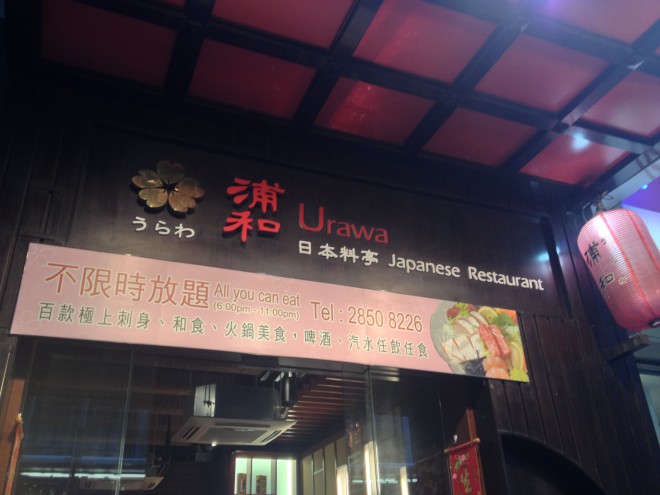 うらわ
浦和
Urawa
日本料亭 Japanese Restaurant
不限時放題 All you can eat
(6:00pm - 11:00pm)
Tel : 2850 8226
百款極上刺身、和食、火鍋美食，啤酒、汽水任飲任食
浦和